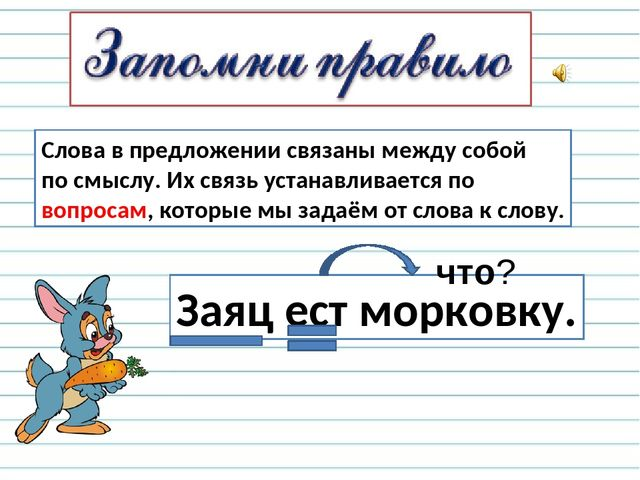 Запомни правило
Слова в предложении связаны между собой
по смыслу. Их связь устанавливается по
вопросам, которые мы задаём от слова к слову.
что?
Заяц ест морковку.